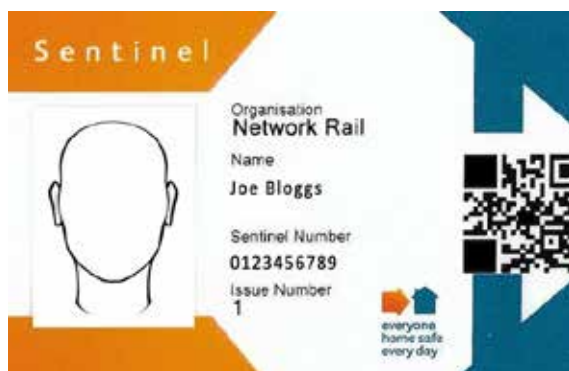 Sentinel
Organisation
Network Rail
Name
Joe Bloggs
Sentinel Number
0123456789
Issue Number
1
everyone
home safe
every day